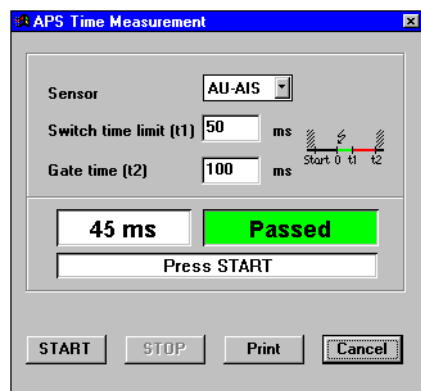 APS Time Measurement
Sensor AU-AIS
Switch time limit (t1) 50 ms
Gate time (t2) 100 ms
Start 0 t1 t2
45 ms Passed
Press START
START STOP Print Cancel